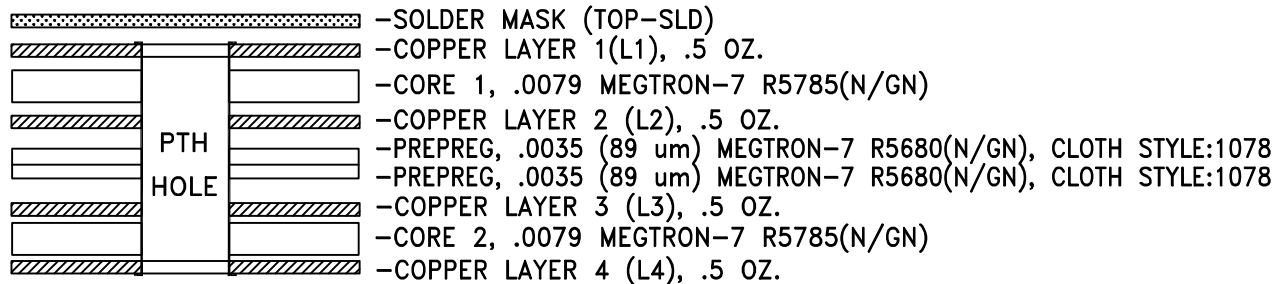 -SOLDER MASK (TOP-SLD)
-COPPER LAYER 1(L1), .5 OZ.
-CORE 1, .0079 MEGTRON-7 R5785(N/GN)
-COPPER LAYER 2 (L2), .5 OZ.
PTH
HOLE
-PREPREG, .0035 (89 um) MEGTRON-7 R5680(N/GN), CLOTH STYLE:1078
-PREPREG, .0035 (89 um) MEGTRON-7 R5680(N/GN), CLOTH STYLE:1078
-COPPER LAYER 3 (L3), .5 OZ.
-CORE 2, .0079 MEGTRON-7 R5785(N/GN)
-COPPER LAYER 4 (L4), .5 OZ.